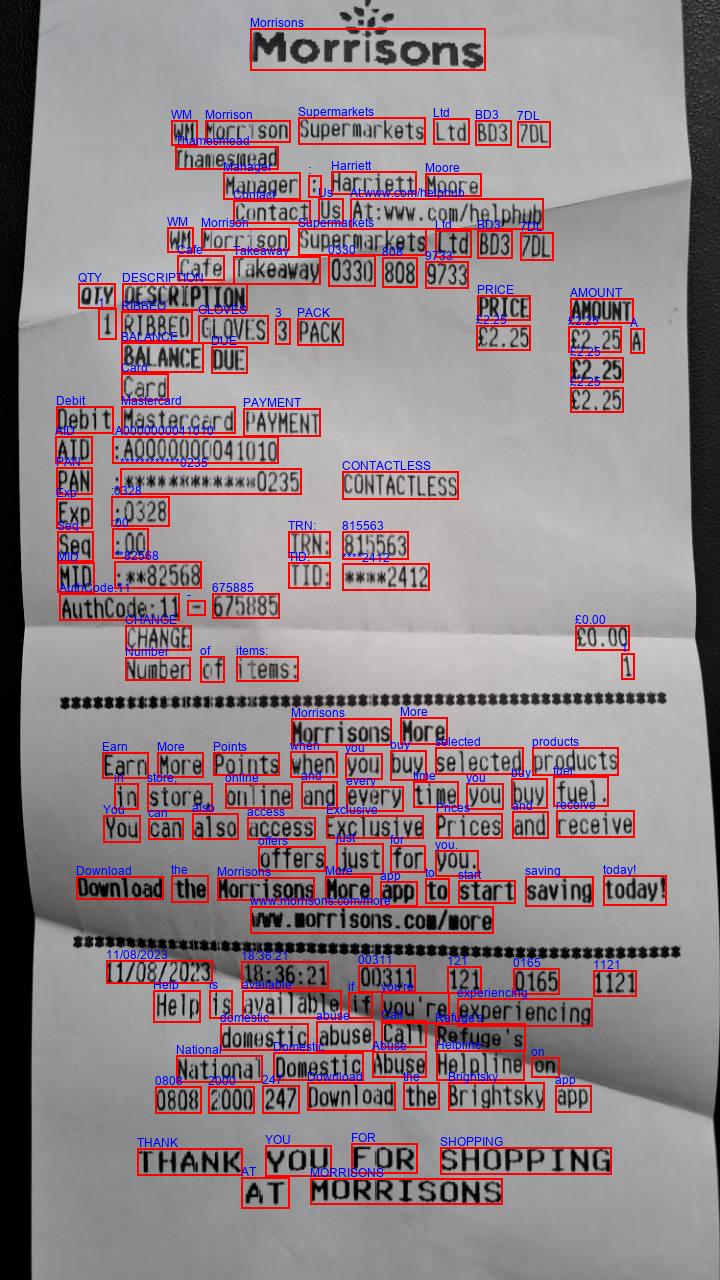 Morrisons
WM Morrison Supermarkets Ltd BD3 7DL
Thamesmead
Manager : Harriett Moore
Contact Us At:www.com/helphub
WM Morrison Supermarkets Ltd BD3 7DL
Cafe Takeaway 0330 808 9733
QTY DESCRIPTION PRICE AMOUNT
1 RIBBED GLOVES 3 PACK £2.25 £2.25 A
BALANCE DUE £2.25
Card £2.25
Debit Mastercard PAYMENT
AID :A0000000041010
PAN :************0235 CONTACTLESS
Exp :0328
Seq :00 TRN: 815563
MID :**82568 TID: ****2412
AuthCode:11 - 675885
CHANGE £0.00
Number of items: 1
Morrisons More
Earn More Points when you buy selected products
in store, online and every time you buy fuel.
You can also access Exclusive Prices and receive
offers just for you.
Download the Morrisons More app to start saving today!
www.morrisons.com/more
11/08/2023 18:36:21 00311 121 0165 1121
Help is available if you're experiencing
domestic abuse Call Refuge's
National Domestic Abuse Helpline on
0808 2000 247 Download the Brightsky app
THANK YOU FOR SHOPPING
AT MORRISONS